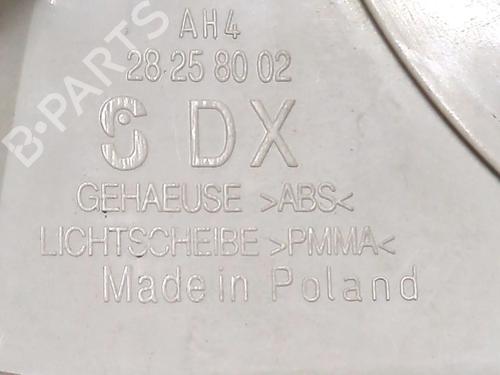 B-PARTS
AH4
28 25 80 02
S DX
GEHAEUSE >ABS<
LICHTSCHEIBE >PMMA<
Made in Poland